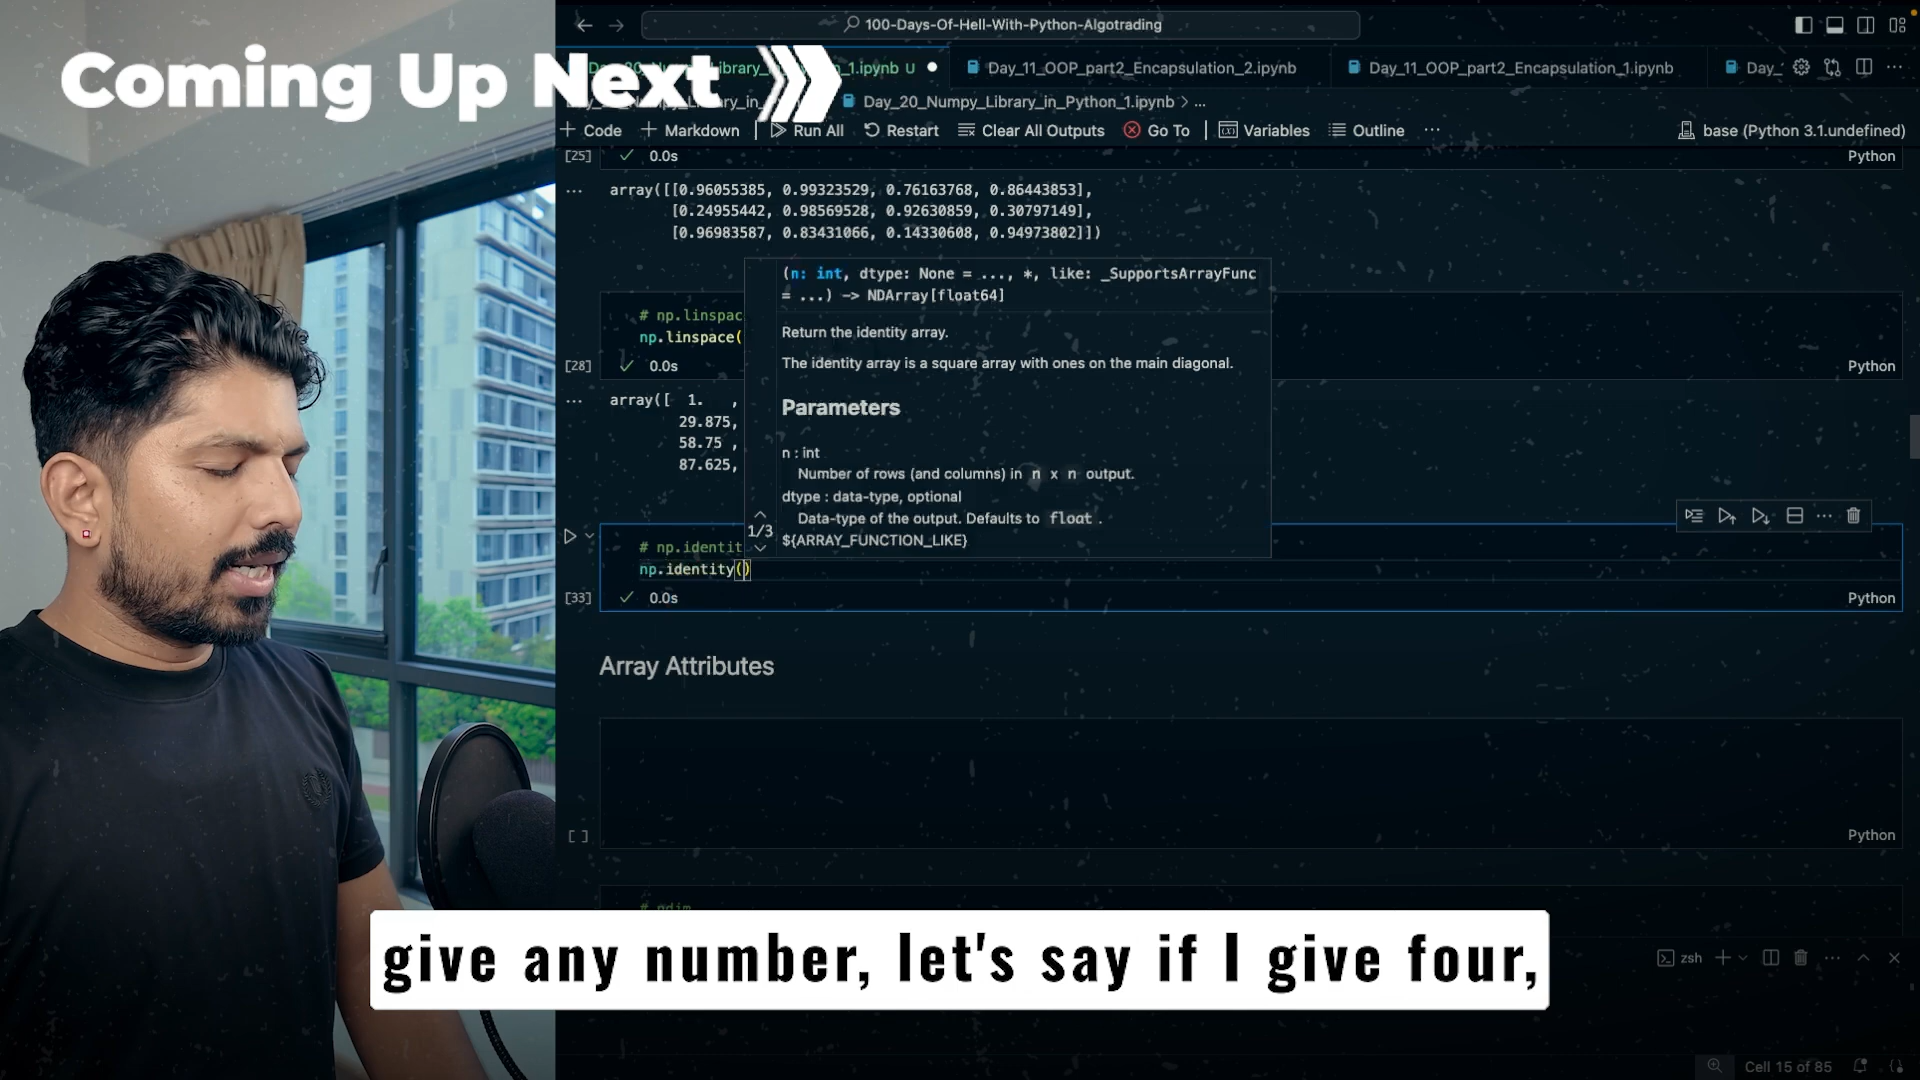 Coming Up Next
100-Days-Of-Hell-With-Python-Algotrading
Library_ _1.ipynb U
Day_11_OOP_part2_Encapsulation_2.ipynb
Day_11_OOP_part2_Encapsulation_1.ipynb
Day_
Day_20_Numpy_Library_in_Python_1.ipynb > ...
+ Code + Markdown | Run All Restart Clear All Outputs Go To | Variables Outline ...
base (Python 3.1.undefined)
[25] ✓ 0.0s Python
... array([[0.96055385, 0.99323529, 0.76163768, 0.86443853],
[0.24955442, 0.98569528, 0.92630859, 0.30797149],
[0.96983587, 0.83431066, 0.14330608, 0.94973802]])
(n: int, dtype: None = ..., *, like: _SupportsArrayFunc
= ...) -> NDArray[float64]
Return the identity array.
The identity array is a square array with ones on the main diagonal.
Parameters
n : int
Number of rows (and columns) in n x n output.
dtype : data-type, optional
Data-type of the output. Defaults to float .
${ARRAY_FUNCTION_LIKE}
1/3
# np.linspac
np.linspace(
[28] ✓ 0.0s Python
... array([ 1. ,
29.875,
58.75 ,
87.625,
# np.identit
np.identity()
[33] ✓ 0.0s Python
Array Attributes
[ ] Python
give any number, let's say if I give four,
zsh
Cell 15 of 85